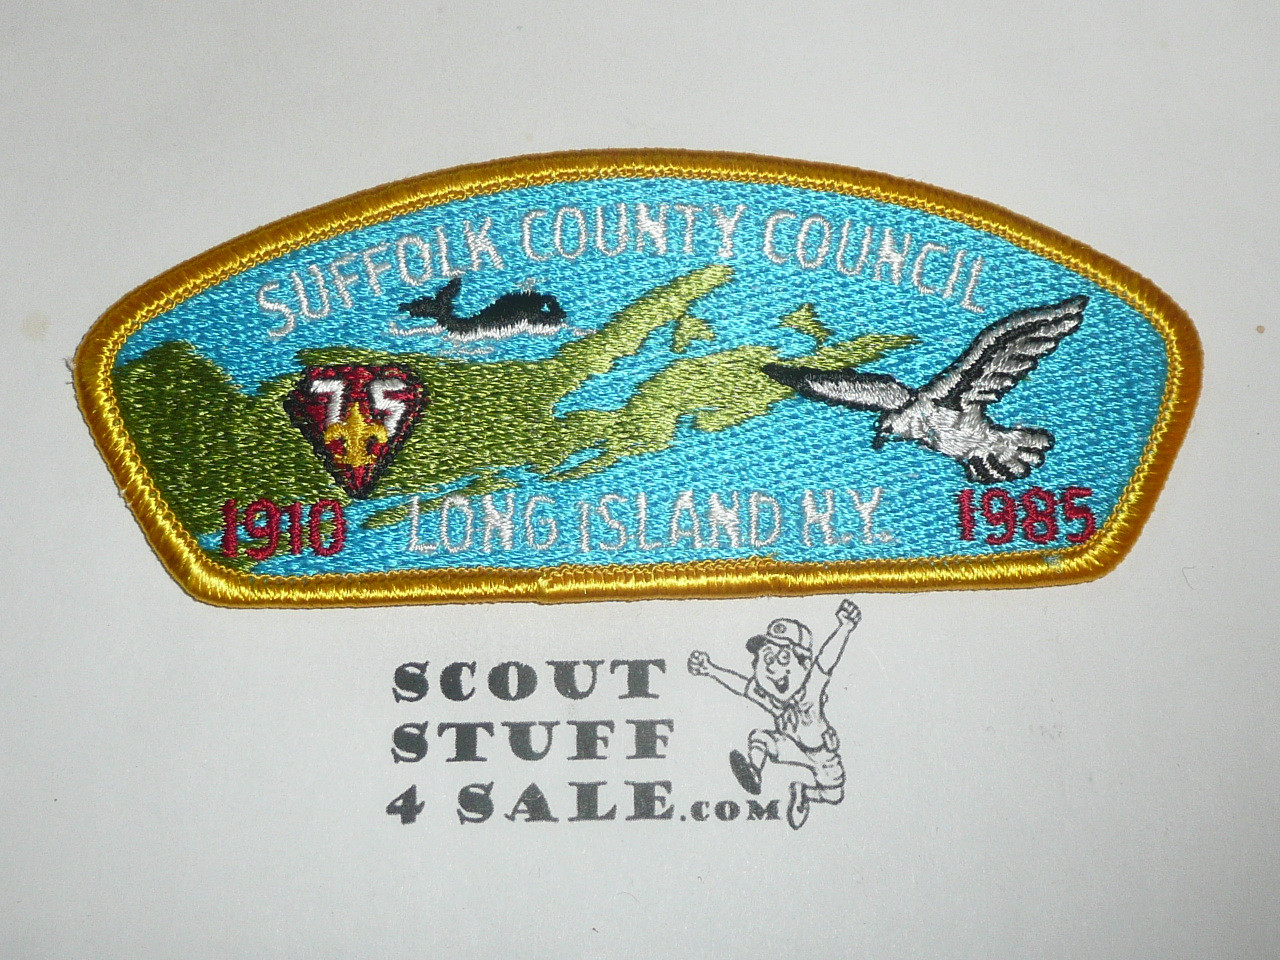 SUFFOLK COUNTY COUNCIL
75
1910 LONG ISLAND N.Y. 1985
SCOUT
STUFF
4 SALE.COM